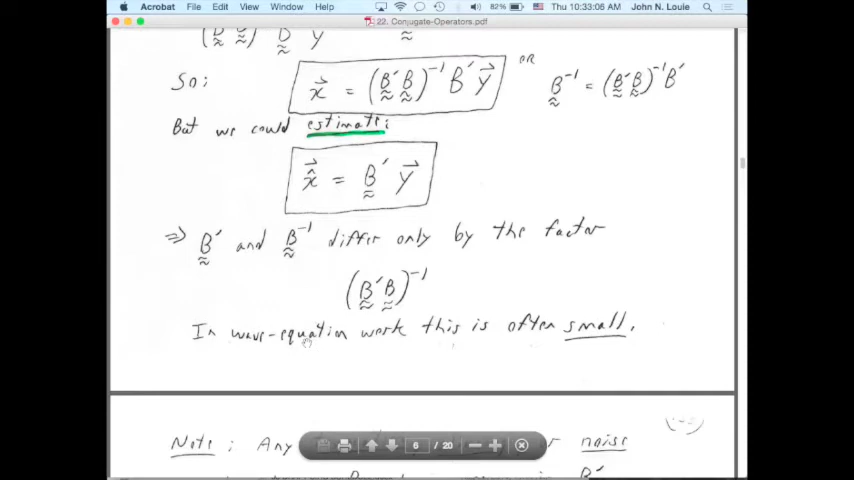 Acrobat File Edit View Window Help 82% Thu 10:33:06 AM John N. Louie
22. Conjugate-Operators.pdf
y
So: x⃗ = (B′B)⁻¹ B′ y⃗ OR B⁻¹ = (B′B)⁻¹ B′
But we could estimate:
x̂⃗ = B′ y⃗
⇒ B′ and B⁻¹ differ only by the factor
(B′B)⁻¹
In wave-equation work this is often small.
Note: Any noise
6 / 20
B′